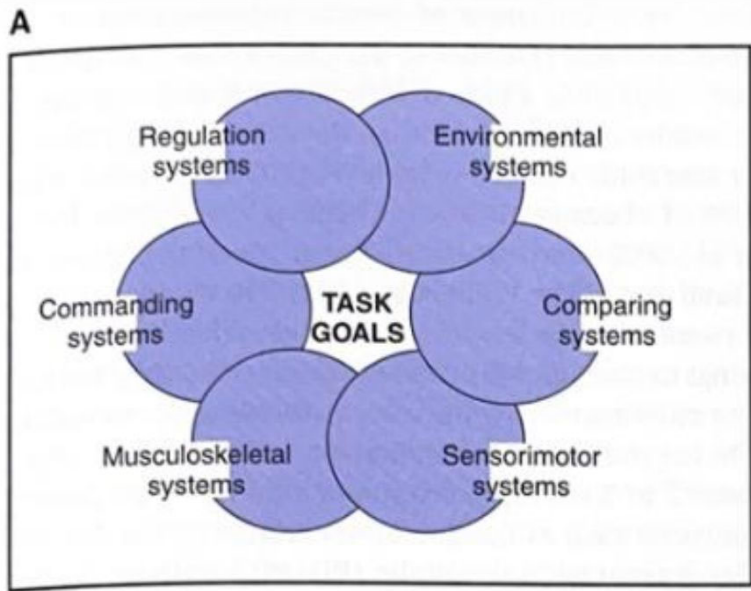 A
Regulation
systems
Environmental
systems
Commanding
systems
TASK
GOALS
Comparing
systems
Musculoskeletal
systems
Sensorimotor
systems